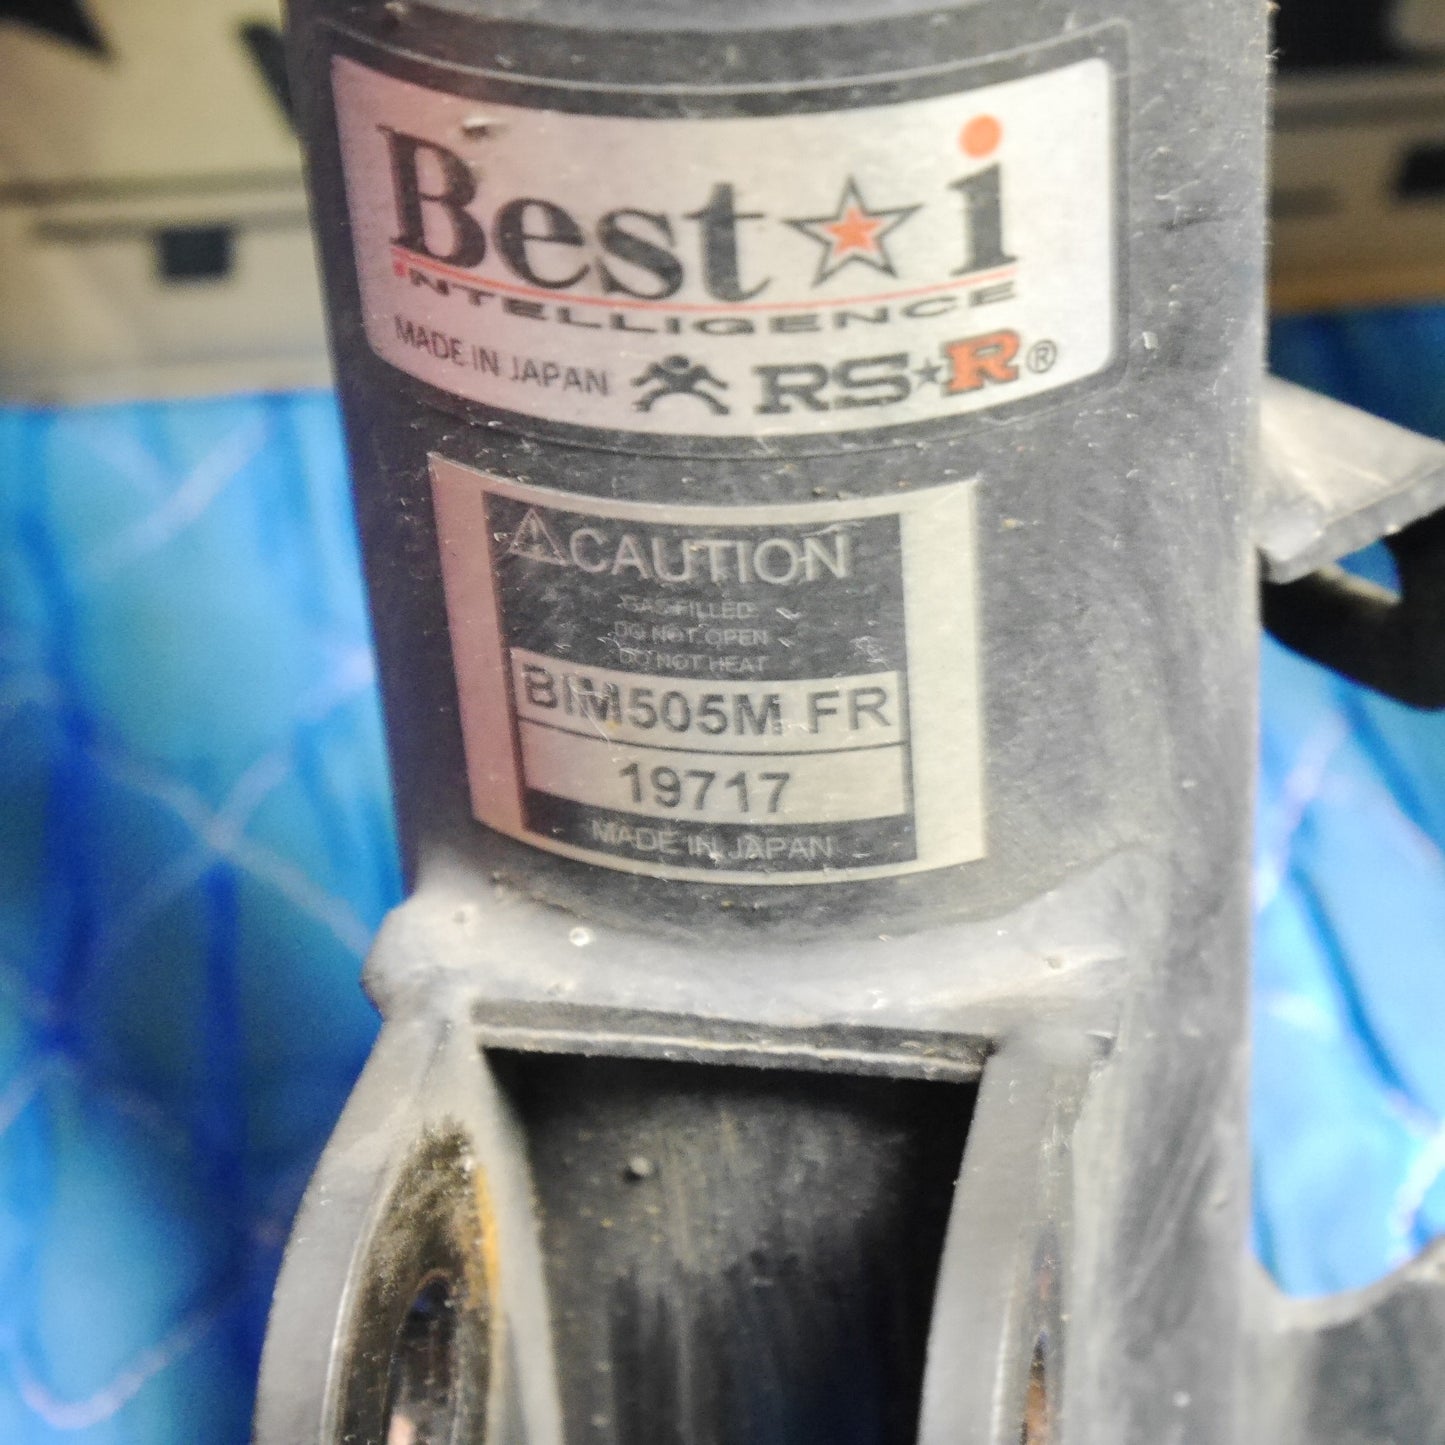 Best☆i
iNTELLIGENCE
MADE IN JAPAN RS★R®
CAUTION
GAS FILLED
DO NOT OPEN
DO NOT HEAT
BIM505M FR
19717
MADE IN JAPAN